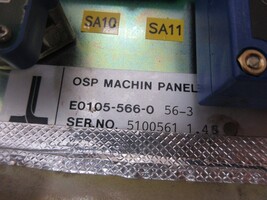 SA10 SA11
OSP MACHIN PANEL
E0105-566-0 56-3
SER.NO. 5100561 1.45